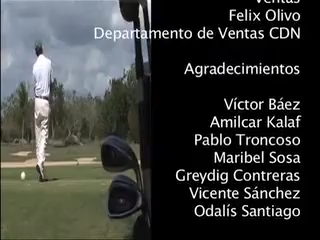 Ventas
Felix Olivo
Departamento de Ventas CDN
Agradecimientos
Víctor Báez
Amilcar Kalaf
Pablo Troncoso
Maribel Sosa
Greydig Contreras
Vicente Sánchez
Odalís Santiago